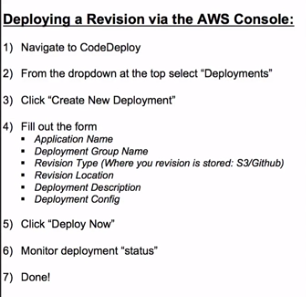 Deploying a Revision via the AWS Console:
1) Navigate to CodeDeploy
2) From the dropdown at the top select “Deployments”
3) Click “Create New Deployment”
4) Fill out the form
▪ Application Name
▪ Deployment Group Name
▪ Revision Type (Where you revision is stored: S3/Github)
▪ Revision Location
▪ Deployment Description
▪ Deployment Config
5) Click “Deploy Now”
6) Monitor deployment “status”
7) Done!